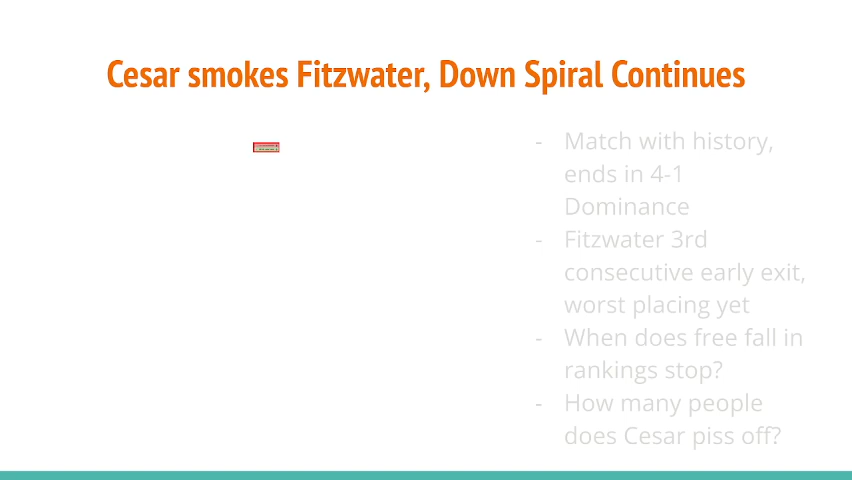 Cesar smokes Fitzwater, Down Spiral Continues
- Match with history,
ends in 4-1
Dominance
- Fitzwater 3rd
consecutive early exit,
worst placing yet
- When does free fall in
rankings stop?
- How many people
does Cesar piss off?